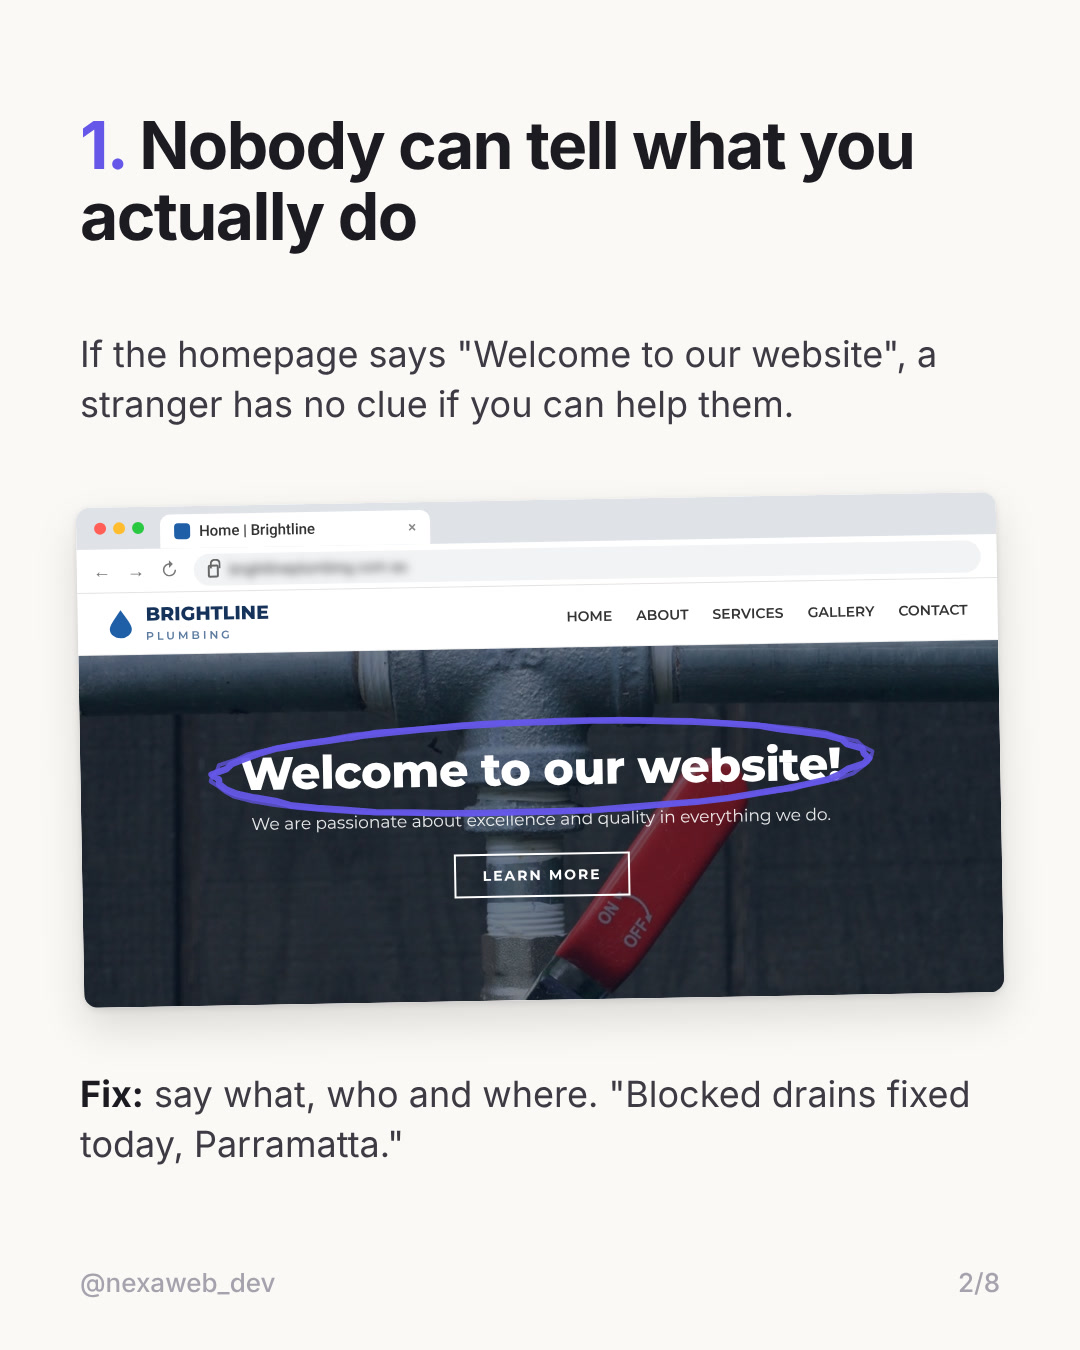 1. Nobody can tell what you
actually do
If the homepage says "Welcome to our website", a
stranger has no clue if you can help them.
Home | Brightline
BRIGHTLINE
PLUMBING
HOME ABOUT SERVICES GALLERY CONTACT
Welcome to our website!
We are passionate about excellence and quality in everything we do.
LEARN MORE
ON
OFF
Fix: say what, who and where. "Blocked drains fixed
today, Parramatta."
@nexaweb_dev
2/8